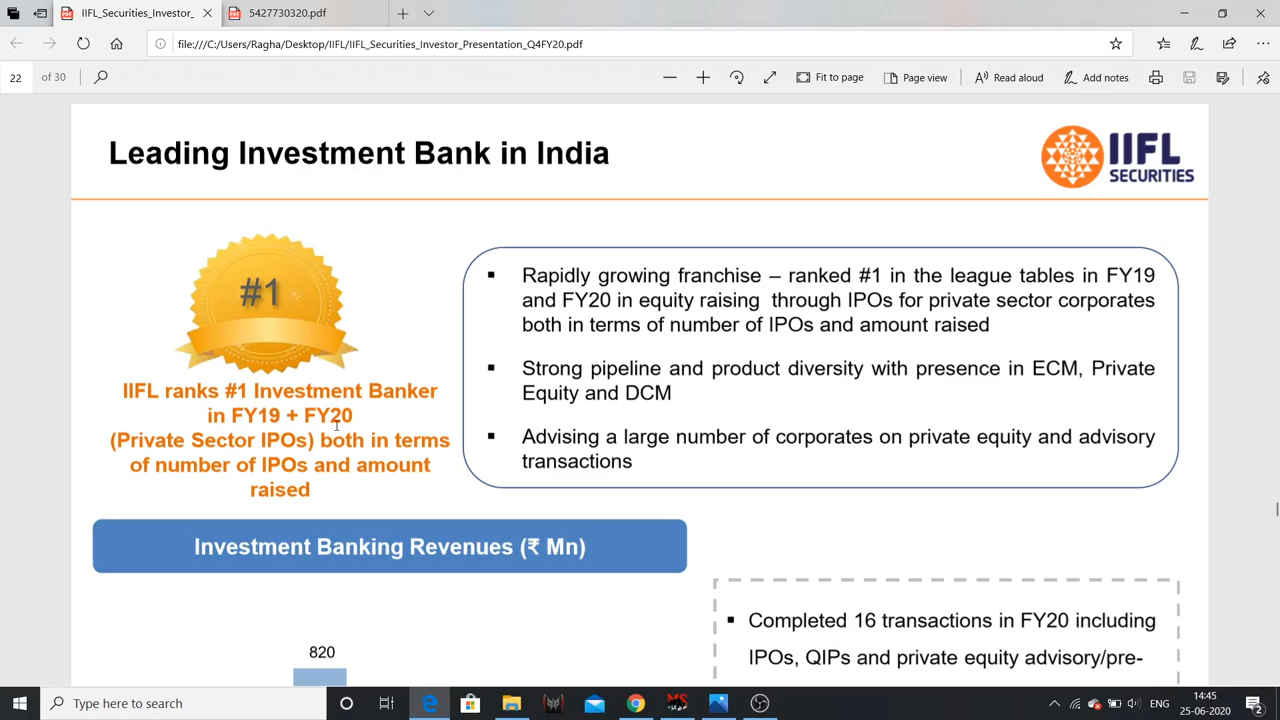 IIFL_Securities_Investor_
5427730320.pdf
file:///C:/Users/Ragha/Desktop/IIFL/IIFL_Securities_Investor_Presentation_Q4FY20.pdf
22 of 30
Fit to page
Page view
Read aloud
Add notes
Leading Investment Bank in India
IIFL
SECURITIES
#1
IIFL ranks #1 Investment Banker
in FY19 + FY20
(Private Sector IPOs) both in terms
of number of IPOs and amount
raised
▪ Rapidly growing franchise – ranked #1 in the league tables in FY19
and FY20 in equity raising through IPOs for private sector corporates
both in terms of number of IPOs and amount raised
▪ Strong pipeline and product diversity with presence in ECM, Private
Equity and DCM
▪ Advising a large number of corporates on private equity and advisory
transactions
Investment Banking Revenues (₹ Mn)
820
▪ Completed 16 transactions in FY20 including
IPOs, QIPs and private equity advisory/pre-
Type here to search
ENG
14:45
25-06-2020
2